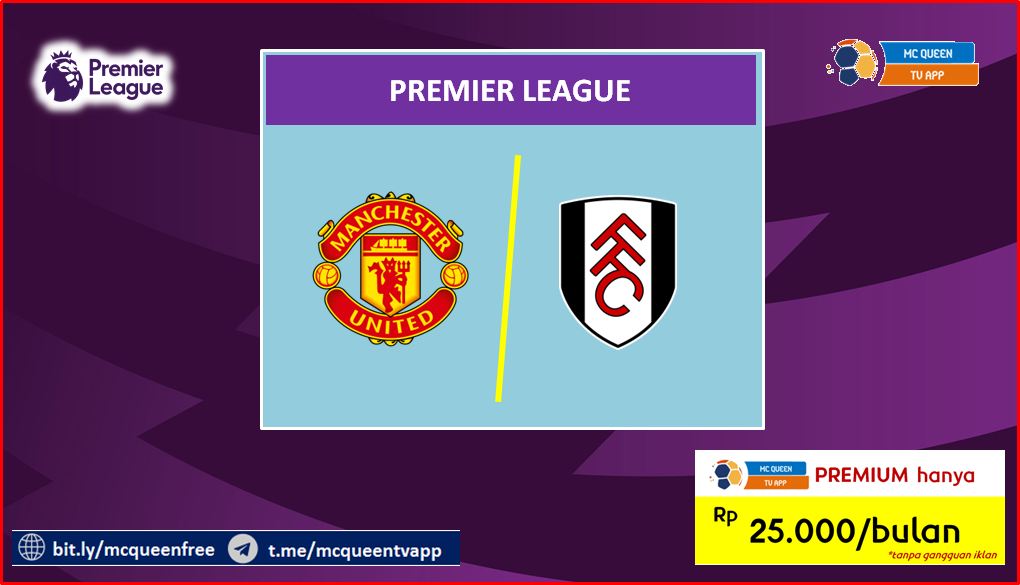 Premier
League
MC QUEEN
TV APP
PREMIER LEAGUE
MANCHESTER
UNITED
FFC
MC QUEEN
TV APP
PREMIUM hanya
Rp 25.000/bulan
*tanpa gangguan iklan
bit.ly/mcqueenfree t.me/mcqueentvapp